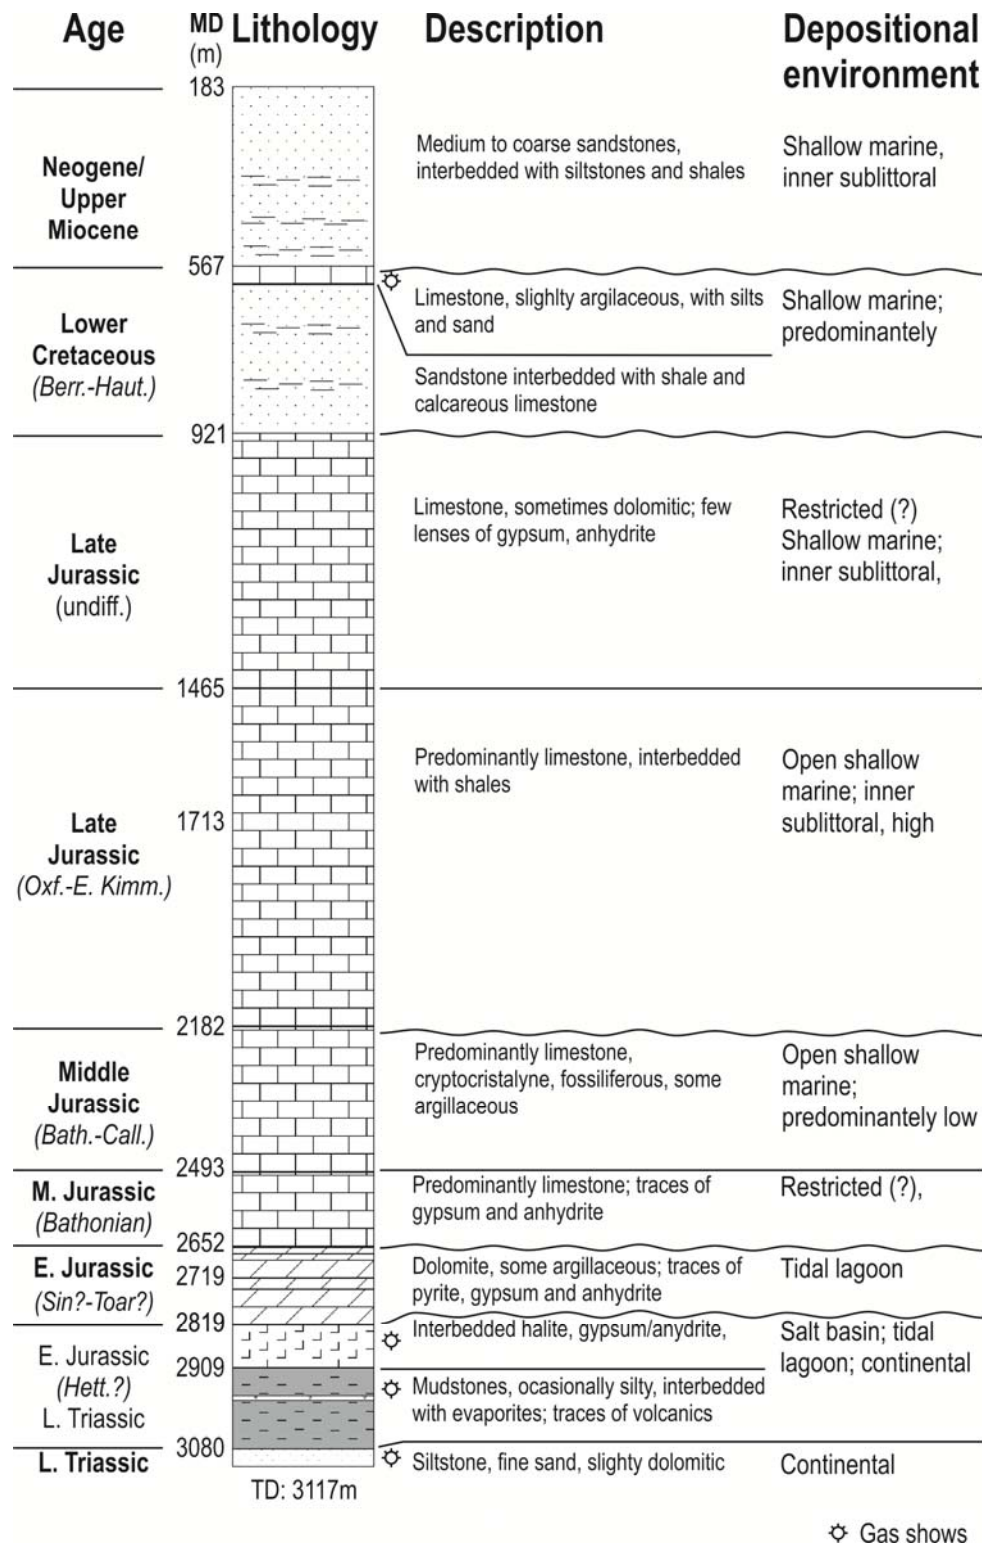 Age
MD
(m)
Lithology
Description
Depositional
environment
183
Neogene/
Upper
Miocene
Medium to coarse sandstones,
interbedded with siltstones and shales
Shallow marine,
inner sublittoral
567
Lower
Cretaceous
(Berr.-Haut.)
Limestone, slighlty argilaceous, with silts
and sand
Sandstone interbedded with shale and
calcareous limestone
Shallow marine;
predominantely
921
Late
Jurassic
(undiff.)
Limestone, sometimes dolomitic; few
lenses of gypsum, anhydrite
Restricted (?)
Shallow marine;
inner sublittoral,
1465
Late
Jurassic
(Oxf.-E. Kimm.)
1713
Predominantly limestone, interbedded
with shales
Open shallow
marine; inner
sublittoral, high
2182
Middle
Jurassic
(Bath.-Call.)
Predominantly limestone,
cryptocristalyne, fossiliferous, some
argillaceous
Open shallow
marine;
predominantely low
2493
M. Jurassic
(Bathonian)
Predominantly limestone; traces of
gypsum and anhydrite
Restricted (?),
2652
E. Jurassic
(Sin?-Toar?)
2719
Dolomite, some argillaceous; traces of
pyrite, gypsum and anhydrite
Tidal lagoon
2819
E. Jurassic
(Hett.?)
L. Triassic
Interbedded halite, gypsum/anydrite,
Salt basin; tidal
lagoon; continental
2909
Mudstones, ocasionally silty, interbedded
with evaporites; traces of volcanics
3080
L. Triassic
Siltstone, fine sand, slighty dolomitic
Continental
TD: 3117m
Gas shows